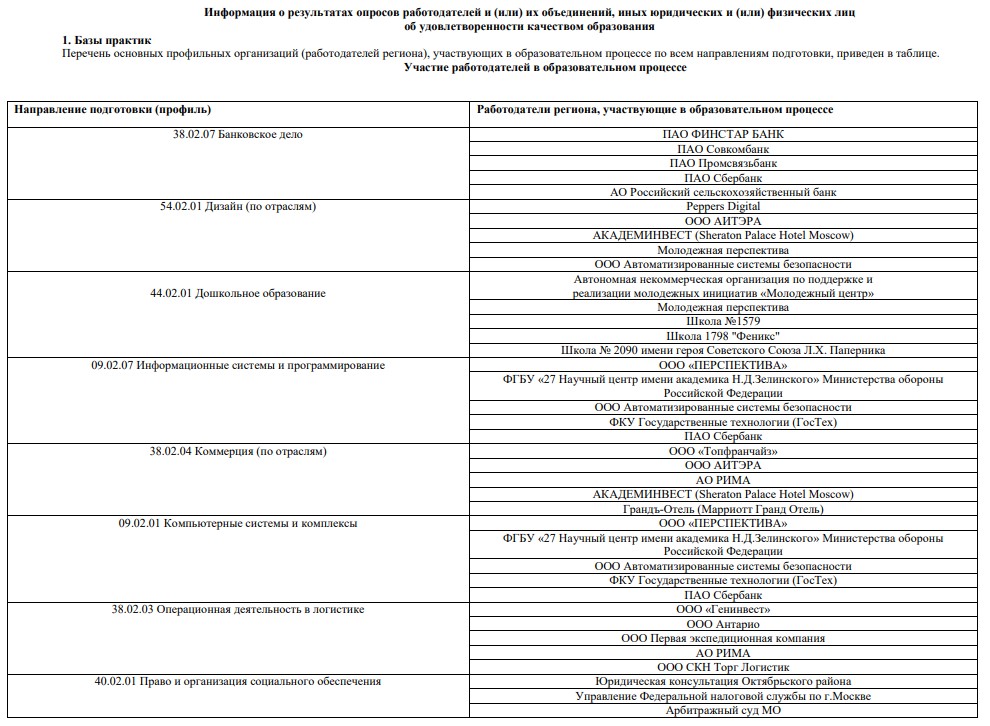 Информация о результатах опросов работодателей и (или) их объединений, иных юридических и (или) физических лиц
об удовлетворенности качеством образования
1. Базы практик
Перечень основных профильных организаций (работодателей региона), участвующих в образовательном процессе по всем направлениям подготовки, приведен в таблице.
Участие работодателей в образовательном процессе
Направление подготовки (профиль)
Работодатели региона, участвующие в образовательном процессе
38.02.07 Банковское дело
ПАО ФИНСТАР БАНК
ПАО Совкомбанк
ПАО Промсвязьбанк
ПАО Сбербанк
АО Российский сельскохозяйственный банк
54.02.01 Дизайн (по отраслям)
Peppers Digital
ООО АИТЭРА
АКАДЕМИНВЕСТ (Sheraton Palace Hotel Moscow)
Молодежная перспектива
ООО Автоматизированные системы безопасности
44.02.01 Дошкольное образование
Автономная некоммерческая организация по поддержке и
реализации молодежных инициатив «Молодежный центр»
Молодежная перспектива
Школа №1579
Школа 1798 "Феникс"
Школа № 2090 имени героя Советского Союза Л.Х. Паперника
09.02.07 Информационные системы и программирование
ООО «ПЕРСПЕКТИВА»
ФГБУ «27 Научный центр имени академика Н.Д.Зелинского» Министерства обороны
Российской Федерации
ООО Автоматизированные системы безопасности
ФКУ Государственные технологии (ГосТех)
ПАО Сбербанк
38.02.04 Коммерция (по отраслям)
ООО «Топфранчайз»
ООО АИТЭРА
АО РИМА
АКАДЕМИНВЕСТ (Sheraton Palace Hotel Moscow)
Грандъ-Отель (Марриотт Гранд Отель)
09.02.01 Компьютерные системы и комплексы
ООО «ПЕРСПЕКТИВА»
ФГБУ «27 Научный центр имени академика Н.Д.Зелинского» Министерства обороны
Российской Федерации
ООО Автоматизированные системы безопасности
ФКУ Государственные технологии (ГосТех)
ПАО Сбербанк
38.02.03 Операционная деятельность в логистике
ООО «Генинвест»
ООО Антарио
ООО Первая экспедиционная компания
АО РИМА
ООО СКН Торг Логистик
40.02.01 Право и организация социального обеспечения
Юридическая консультация Октябрьского района
Управление Федеральной налоговой службы по г.Москве
Арбитражный суд МО